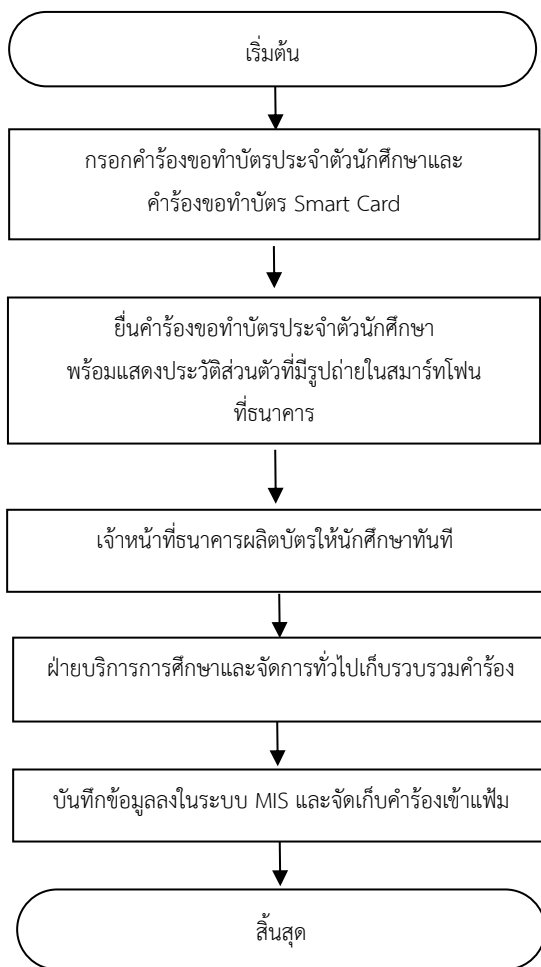 เริ่มต้น
กรอกคำร้องขอทำบัตรประจำตัวนักศึกษาและ
คำร้องขอทำบัตร Smart Card
ยื่นคำร้องขอทำบัตรประจำตัวนักศึกษา
พร้อมแสดงประวัติส่วนตัวที่มีรูปถ่ายในสมาร์ทโฟน
ที่ธนาคาร
เจ้าหน้าที่ธนาคารผลิตบัตรให้นักศึกษาทันที
ฝ่ายบริการการศึกษาและจัดการทั่วไปเก็บรวบรวมคำร้อง
บันทึกข้อมูลลงในระบบ MIS และจัดเก็บคำร้องเข้าแฟ้ม
สิ้นสุด